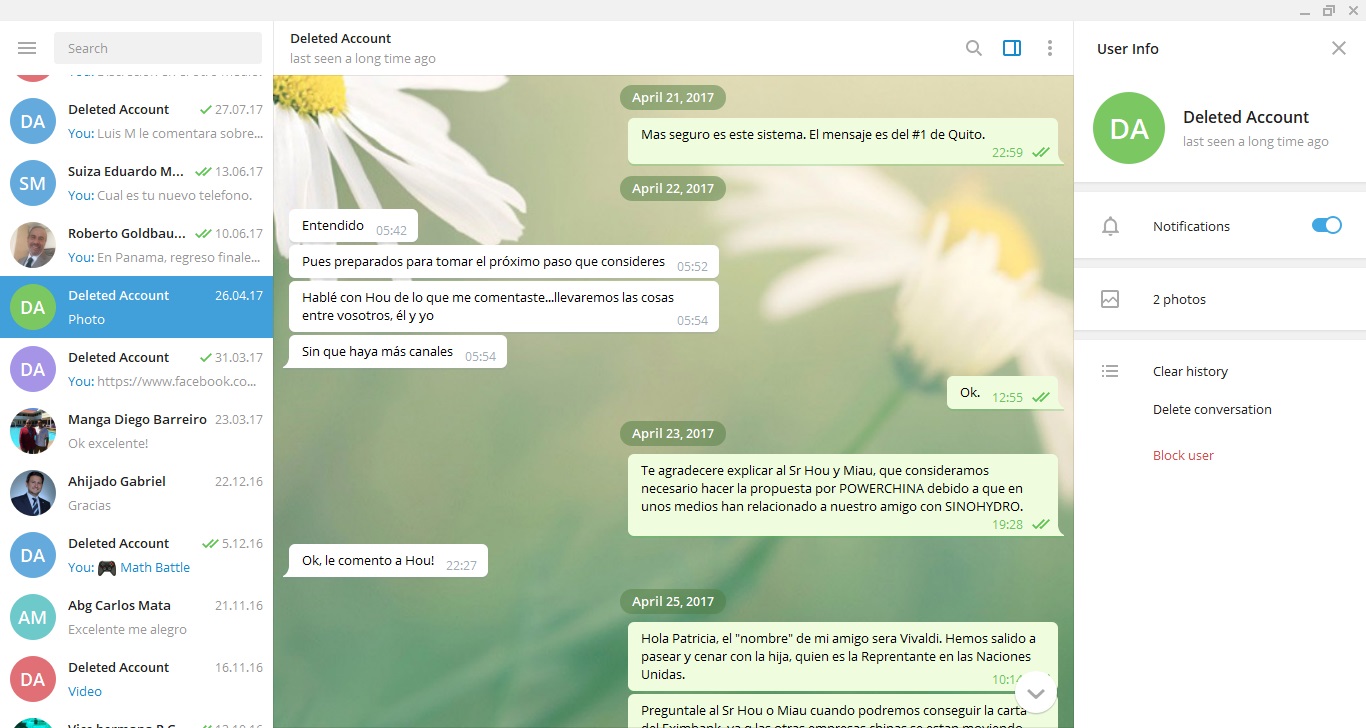 Search
You: Discreción en el otro medio.
DA
Deleted Account
27.07.17
You: Luis M le comentara sobre...
SM
Suiza Eduardo M...
13.06.17
You: Cual es tu nuevo telefono.
Roberto Goldbau...
10.06.17
You: En Panama, regreso finale...
DA
Deleted Account
26.04.17
Photo
DA
Deleted Account
31.03.17
You: https://www.facebook.co...
Manga Diego Barreiro
23.03.17
Ok excelente!
Ahijado Gabriel
22.12.16
Gracias
DA
Deleted Account
5.12.16
You: 🎮 Math Battle
AM
Abg Carlos Mata
21.11.16
Excelente me alegro
DA
Deleted Account
16.11.16
Video
Deleted Account
last seen a long time ago
April 21, 2017
Mas seguro es este sistema. El mensaje es del #1 de Quito.
22:59
April 22, 2017
Entendido
05:42
Pues preparados para tomar el próximo paso que consideres
05:52
Hablé con Hou de lo que me comentaste...llevaremos las cosas
entre vosotros, él y yo
05:54
Sin que haya más canales
05:54
Ok.
12:55
April 23, 2017
Te agradecere explicar al Sr Hou y Miau, que consideramos
necesario hacer la propuesta por POWERCHINA debido a que en
unos medios han relacionado a nuestro amigo con SINOHYDRO.
19:28
Ok, le comento a Hou!
22:27
April 25, 2017
Hola Patricia, el "nombre" de mi amigo sera Vivaldi. Hemos salido a
pasear y cenar con la hija, quien es la Reprentante en las Naciones
Unidas.
10:14
Preguntale al Sr Hou o Miau cuando podremos conseguir la carta
del Eximbank, ya q las otras empresas chinas se estan moviendo
User Info
DA
Deleted Account
last seen a long time ago
Notifications
2 photos
Clear history
Delete conversation
Block user